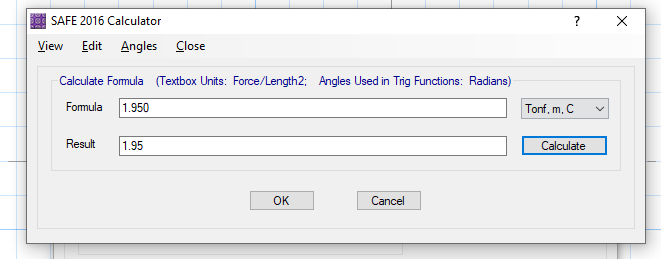 SAFE 2016 Calculator ?
View Edit Angles Close
Calculate Formula (Textbox Units: Force/Length2; Angles Used in Trig Functions: Radians)
Formula 1.950 Tonf, m, C
Result 1.95 Calculate
OK Cancel